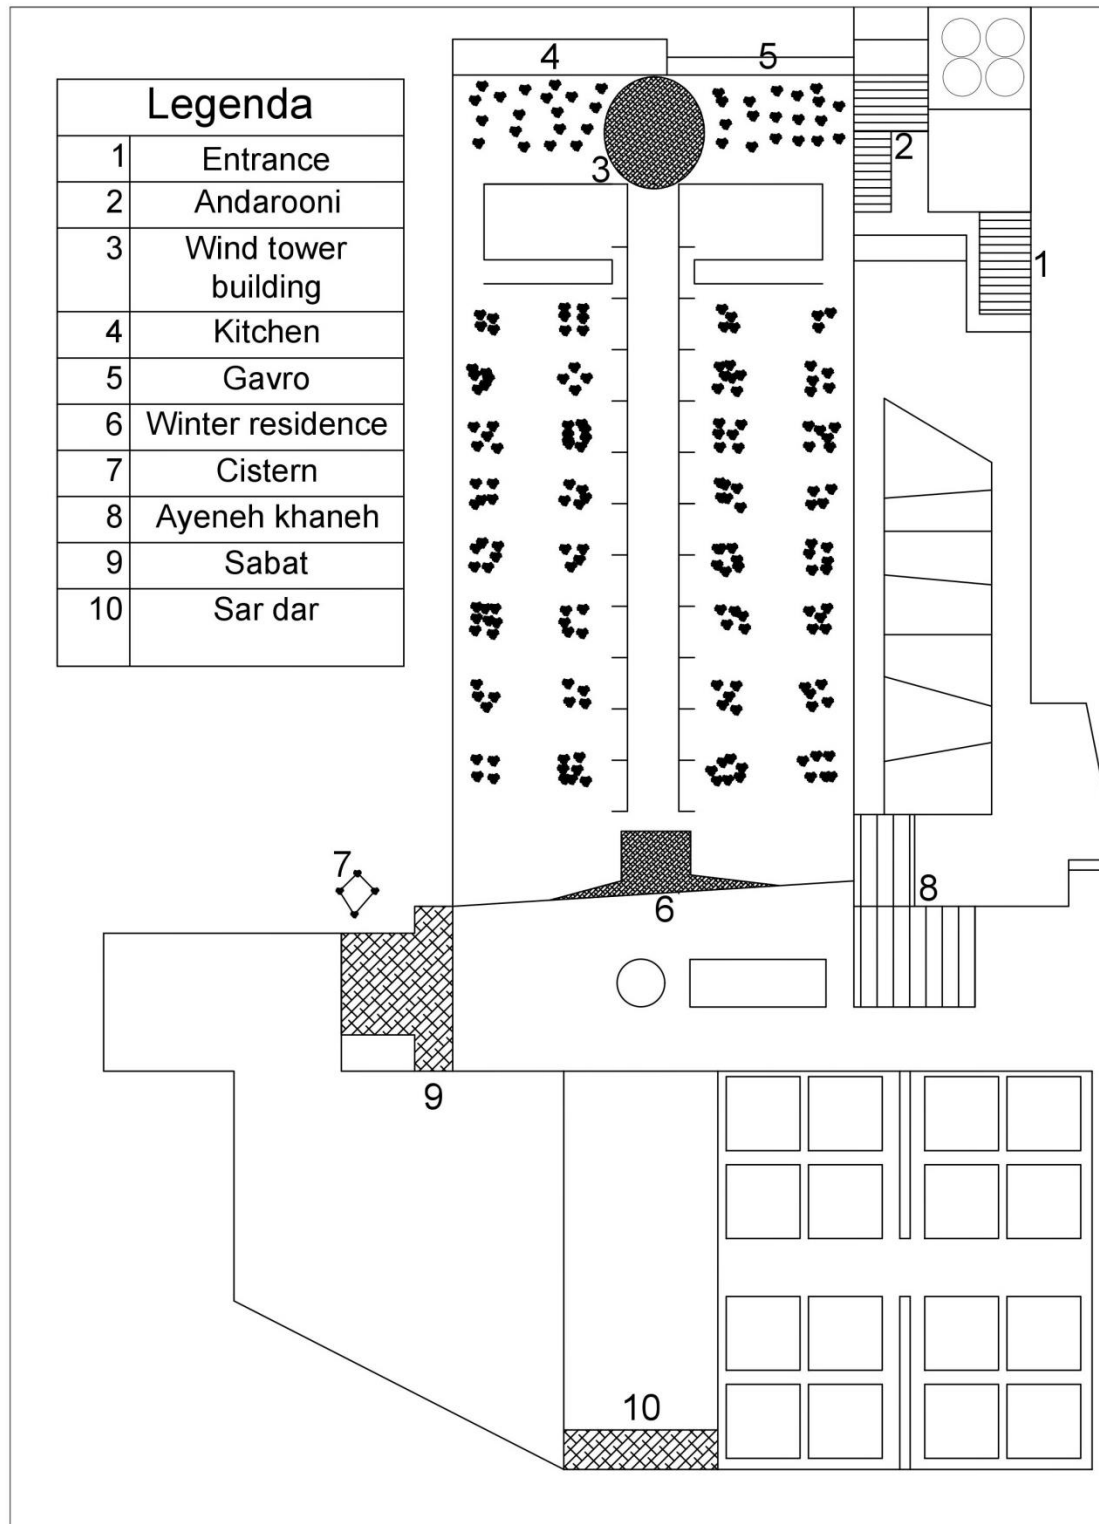 Legenda
1 Entrance
2 Andarooni
3 Wind tower
building
4 Kitchen
5 Gavro
6 Winter residence
7 Cistern
8 Ayeneh khaneh
9 Sabat
10 Sar dar
4
5
3
2
1
7
6
8
9
10